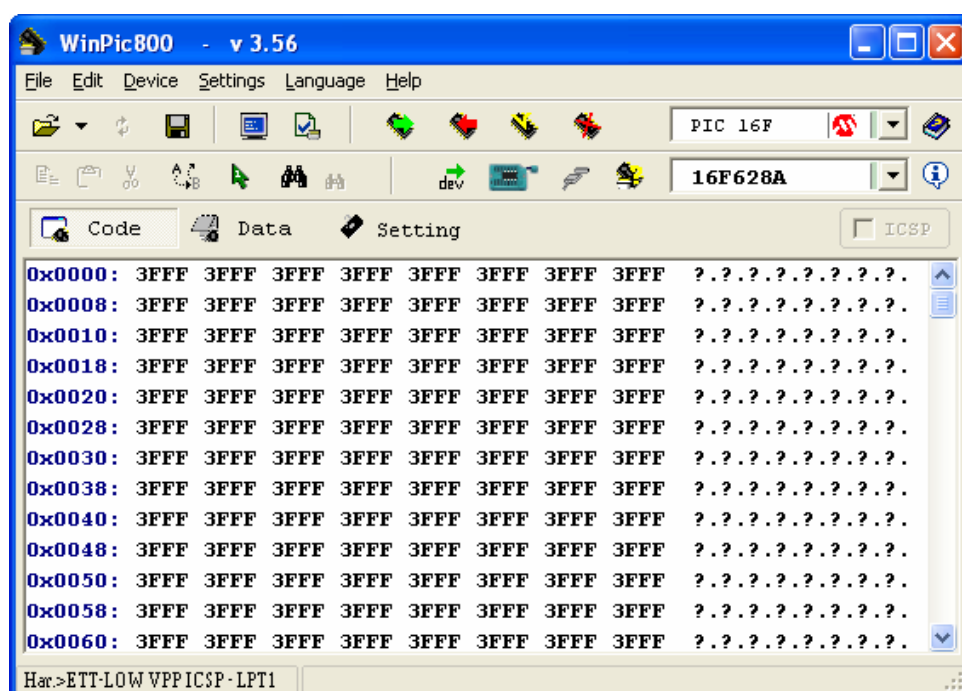 WinPic800 - v 3.56
File Edit Device Settings Language Help
PIC 16F
dev 16F628A
Code Data Setting ICSP
0x0000: 3FFF 3FFF 3FFF 3FFF 3FFF 3FFF 3FFF 3FFF ?.?.?.?.?.?.?.?.
0x0008: 3FFF 3FFF 3FFF 3FFF 3FFF 3FFF 3FFF 3FFF ?.?.?.?.?.?.?.?.
0x0010: 3FFF 3FFF 3FFF 3FFF 3FFF 3FFF 3FFF 3FFF ?.?.?.?.?.?.?.?.
0x0018: 3FFF 3FFF 3FFF 3FFF 3FFF 3FFF 3FFF 3FFF ?.?.?.?.?.?.?.?.
0x0020: 3FFF 3FFF 3FFF 3FFF 3FFF 3FFF 3FFF 3FFF ?.?.?.?.?.?.?.?.
0x0028: 3FFF 3FFF 3FFF 3FFF 3FFF 3FFF 3FFF 3FFF ?.?.?.?.?.?.?.?.
0x0030: 3FFF 3FFF 3FFF 3FFF 3FFF 3FFF 3FFF 3FFF ?.?.?.?.?.?.?.?.
0x0038: 3FFF 3FFF 3FFF 3FFF 3FFF 3FFF 3FFF 3FFF ?.?.?.?.?.?.?.?.
0x0040: 3FFF 3FFF 3FFF 3FFF 3FFF 3FFF 3FFF 3FFF ?.?.?.?.?.?.?.?.
0x0048: 3FFF 3FFF 3FFF 3FFF 3FFF 3FFF 3FFF 3FFF ?.?.?.?.?.?.?.?.
0x0050: 3FFF 3FFF 3FFF 3FFF 3FFF 3FFF 3FFF 3FFF ?.?.?.?.?.?.?.?.
0x0058: 3FFF 3FFF 3FFF 3FFF 3FFF 3FFF 3FFF 3FFF ?.?.?.?.?.?.?.?.
0x0060: 3FFF 3FFF 3FFF 3FFF 3FFF 3FFF 3FFF 3FFF ?.?.?.?.?.?.?.?.
Har.>ETT-LOW VPP ICSP - LPT1